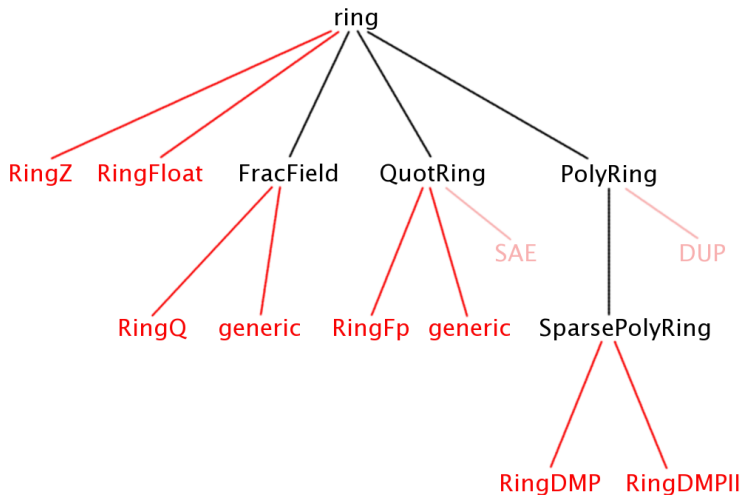 ring
RingZ RingFloat FracField QuotRing PolyRing
SAE DUP
RingQ generic RingFp generic SparsePolyRing
RingDMP RingDMPII